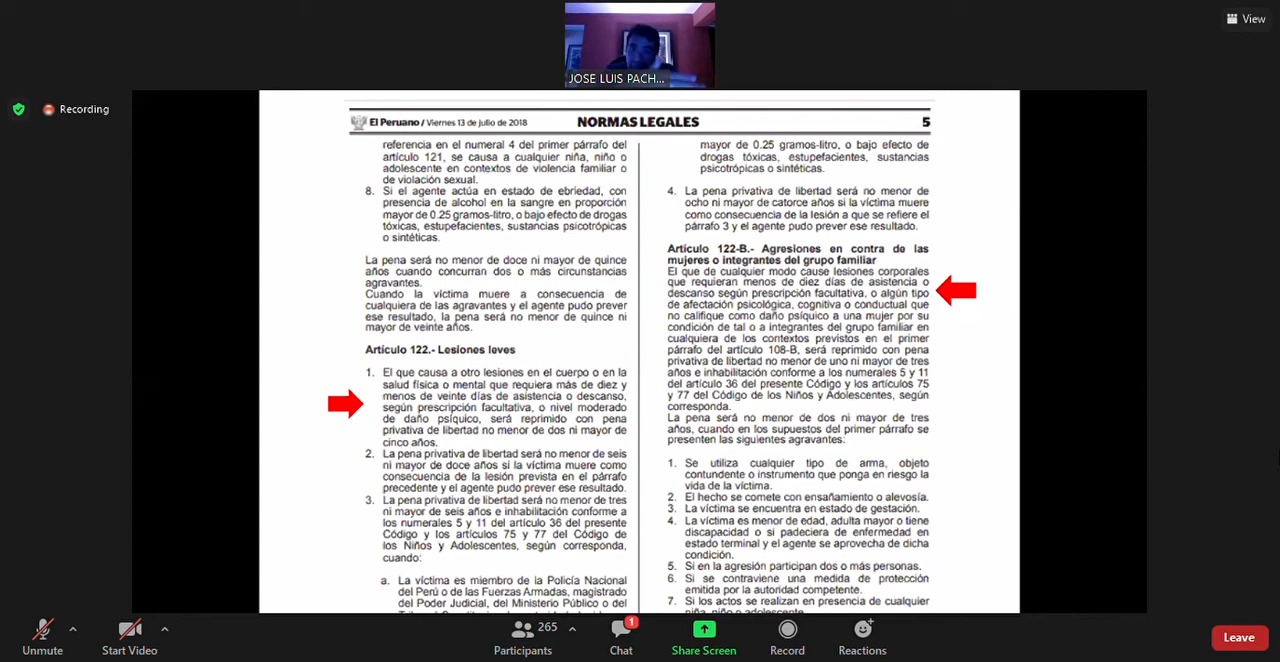 View
JOSE LUIS PACH...
Recording
El Peruano / Viernes 13 de julio de 2018
NORMAS LEGALES
5
referencia en el numeral 4 del primer párrafo del
artículo 121, se causa a cualquier niña, niño o
adolescente en contextos de violencia familiar o
de violación sexual.
8. Si el agente actúa en estado de ebriedad, con
presencia de alcohol en la sangre en proporción
mayor de 0.25 gramos-litro, o bajo efecto de drogas
tóxicas, estupefacientes, sustancias psicotrópicas
o sintéticas.
La pena será no menor de doce ni mayor de quince
años cuando concurran dos o más circunstancias
agravantes.
Cuando la víctima muere a consecuencia de
cualquiera de las agravantes y el agente pudo prever
ese resultado, la pena será no menor de quince ni
mayor de veinte años.
Artículo 122.- Lesiones leves
1. El que causa a otro lesiones en el cuerpo o en la
salud física o mental que requiera más de diez y
menos de veinte días de asistencia o descanso,
según prescripción facultativa, o nivel moderado
de daño psíquico, será reprimido con pena
privativa de libertad no menor de dos ni mayor de
cinco años.
2. La pena privativa de libertad será no menor de seis
ni mayor de doce años si la víctima muere como
consecuencia de la lesión prevista en el párrafo
precedente y el agente pudo prever ese resultado.
3. La pena privativa de libertad será no menor de tres
ni mayor de seis años e inhabilitación conforme a
los numerales 5 y 11 del artículo 36 del presente
Código y los artículos 75 y 77 del Código de
los Niños y Adolescentes, según corresponda,
cuando:
a. La víctima es miembro de la Policía Nacional
del Perú o de las Fuerzas Armadas, magistrado
del Poder Judicial, del Ministerio Público o del
mayor de 0.25 gramos-litro, o bajo efecto de
drogas tóxicas, estupefacientes, sustancias
psicotrópicas o sintéticas.
4. La pena privativa de libertad será no menor de
ocho ni mayor de catorce años si la víctima muere
como consecuencia de la lesión a que se refiere el
párrafo 3 y el agente pudo prever ese resultado.
Artículo 122-B.- Agresiones en contra de las
mujeres o integrantes del grupo familiar
El que de cualquier modo cause lesiones corporales
que requieran menos de diez días de asistencia o
descanso según prescripción facultativa, o algún tipo
de afectación psicológica, cognitiva o conductual que
no califique como daño psíquico a una mujer por su
condición de tal o a integrantes del grupo familiar en
cualquiera de los contextos previstos en el primer
párrafo del artículo 108-B, será reprimido con pena
privativa de libertad no menor de uno ni mayor de tres
años e inhabilitación conforme a los numerales 5 y 11
del artículo 36 del presente Código y los artículos 75
y 77 del Código de los Niños y Adolescentes, según
corresponda.
La pena será no menor de dos ni mayor de tres
años, cuando en los supuestos del primer párrafo se
presenten las siguientes agravantes:
1. Se utiliza cualquier tipo de arma, objeto
contundente o instrumento que ponga en riesgo la
vida de la víctima.
2. El hecho se comete con ensañamiento o alevosía.
3. La víctima se encuentra en estado de gestación.
4. La víctima es menor de edad, adulta mayor o tiene
discapacidad o si padeciera de enfermedad en
estado terminal y el agente se aprovecha de dicha
condición.
5. Si en la agresión participan dos o más personas.
6. Si se contraviene una medida de protección
emitida por la autoridad competente.
7. Si los actos se realizan en presencia de cualquier
niña, niño o adolescente.
Unmute
Start Video
265
Participants
1
Chat
Share Screen
Record
Reactions
Leave